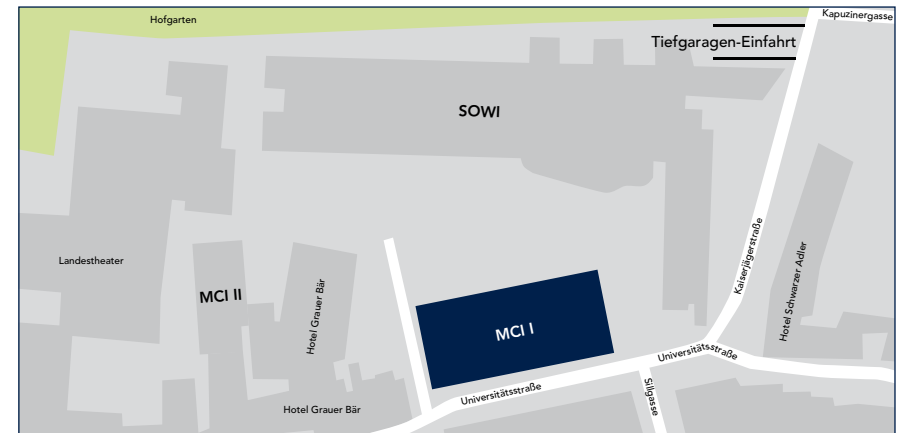 Hofgarten
Kapuzinergasse
Tiefgaragen-Einfahrt
SOWI
Kaiserjägerstraße
Landestheater
Hotel Schwarzer Adler
MCI II
Hotel Grauer Bär
MCI I
Universitätsstraße
Universitätsstraße
Sillgasse
Hotel Grauer Bär